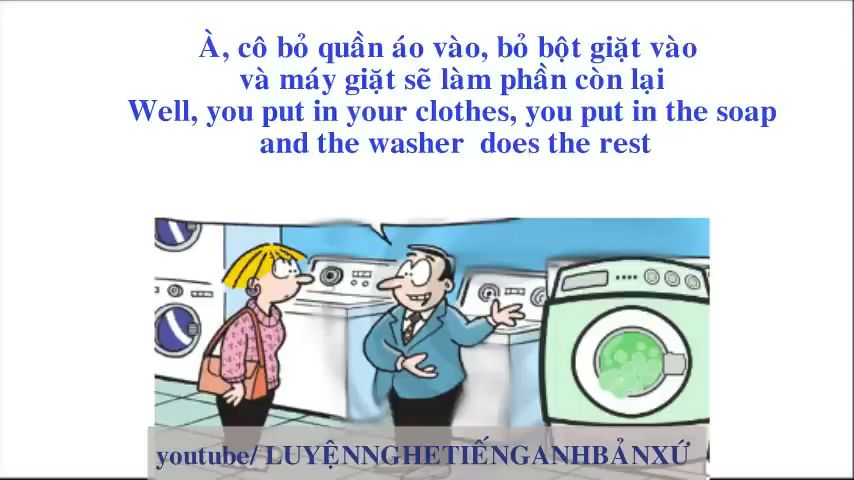 À, cô bỏ quần áo vào, bỏ bột giặt vào
và máy giặt sẽ làm phần còn lại
Well, you put in your clothes, you put in the soap
and the washer does the rest
youtube/ LUYỆNNGHETIẾNGANHBẢNXỨ